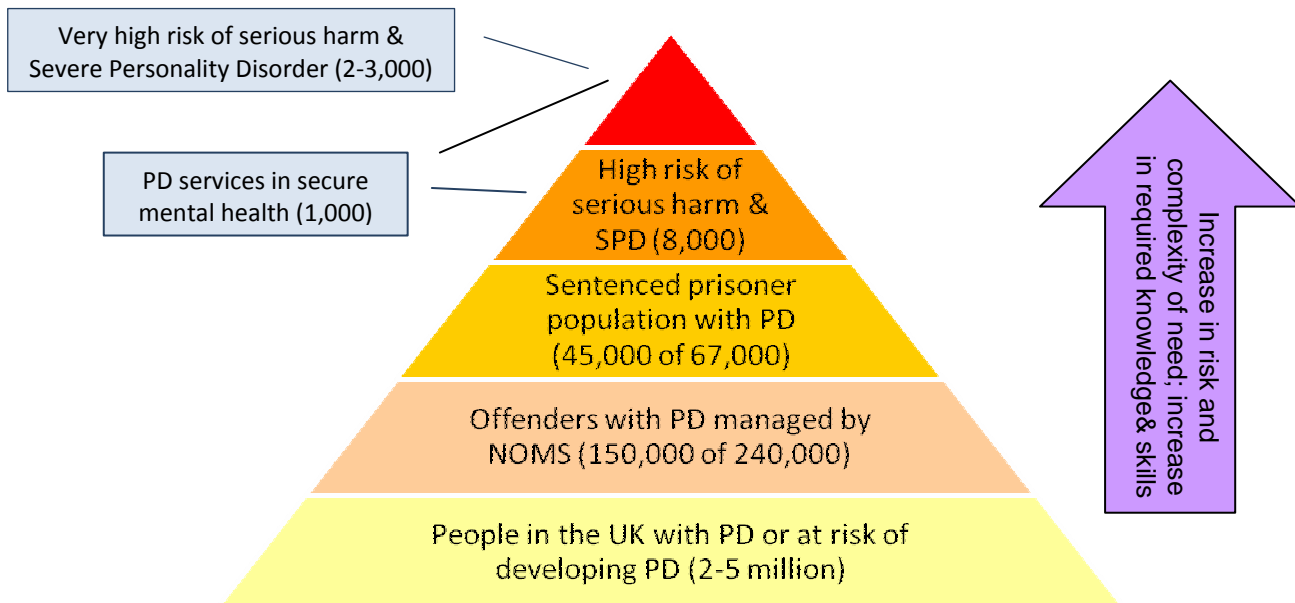 Very high risk of serious harm &
Severe Personality Disorder (2-3,000)
PD services in secure
mental health (1,000)
High risk of
serious harm &
SPD (8,000)
Sentenced prisoner
population with PD
(45,000 of 67,000)
Offenders with PD managed by
NOMS (150,000 of 240,000)
People in the UK with PD or at risk of
developing PD (2-5 million)
Increase in risk and
complexity of need; increase
in required knowledge& skills